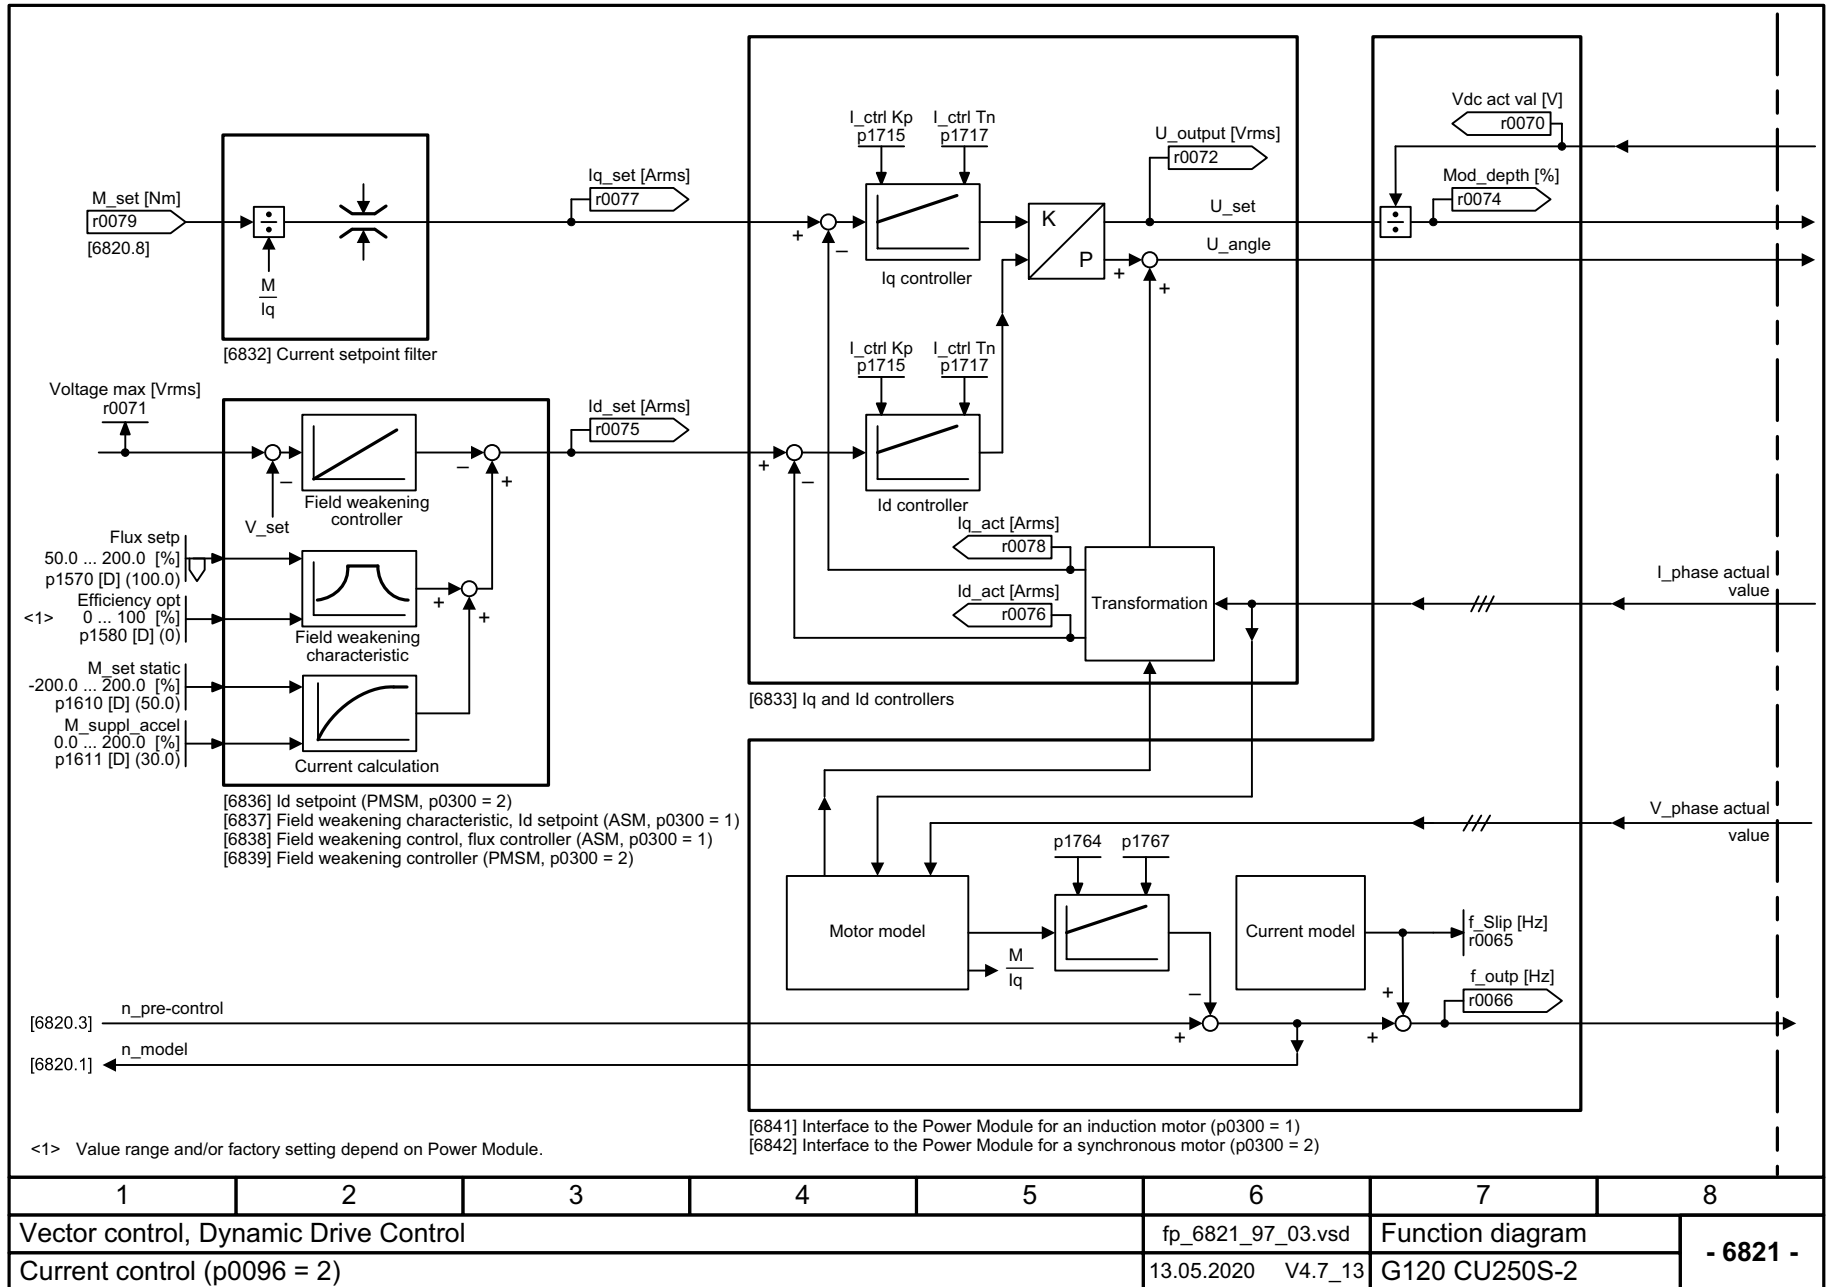 Vdc act val [V]
r0070
I_ctrl Kp
p1715
I_ctrl Tn
p1717
U_output [Vrms]
r0072
Mod_depth [%]
r0074
M_set [Nm]
r0079
[6820.8]
÷
M
Iq
Iq_set [Arms]
r0077
+
–
Iq controller
K
P
U_set
U_angle
+
+
÷
[6832] Current setpoint filter
Voltage max [Vrms]
r0071
–
V_set
Field weakening
controller
–
+
Id_set [Arms]
r0075
I_ctrl Kp
p1715
I_ctrl Tn
p1717
+
–
Id controller
Flux setp
50.0 ... 200.0 [%]
p1570 [D] (100.0)
Efficiency opt
<1> 0 ... 100 [%]
p1580 [D] (0)
Field weakening
characteristic
+
+
M_set static
-200.0 ... 200.0 [%]
p1610 [D] (50.0)
M_suppl_accel
0.0 ... 200.0 [%]
p1611 [D] (30.0)
Current calculation
Iq_act [Arms]
r0078
Id_act [Arms]
r0076
Transformation
I_phase actual
value
[6833] Iq and Id controllers
[6836] Id setpoint (PMSM, p0300 = 2)
[6837] Field weakening characteristic, Id setpoint (ASM, p0300 = 1)
[6838] Field weakening control, flux controller (ASM, p0300 = 1)
[6839] Field weakening controller (PMSM, p0300 = 2)
V_phase actual
value
p1764
p1767
Motor model
M
Iq
Current model
f_Slip [Hz]
r0065
f_outp [Hz]
r0066
–
+
+
+
[6820.3]
n_pre-control
[6820.1]
n_model
[6841] Interface to the Power Module for an induction motor (p0300 = 1)
[6842] Interface to the Power Module for a synchronous motor (p0300 = 2)
<1> Value range and/or factory setting depend on Power Module.
1 2 3 4 5 6 7 8
Vector control, Dynamic Drive Control
fp_6821_97_03.vsd
Function diagram
- 6821 -
Current control (p0096 = 2)
13.05.2020 V4.7_13
G120 CU250S-2